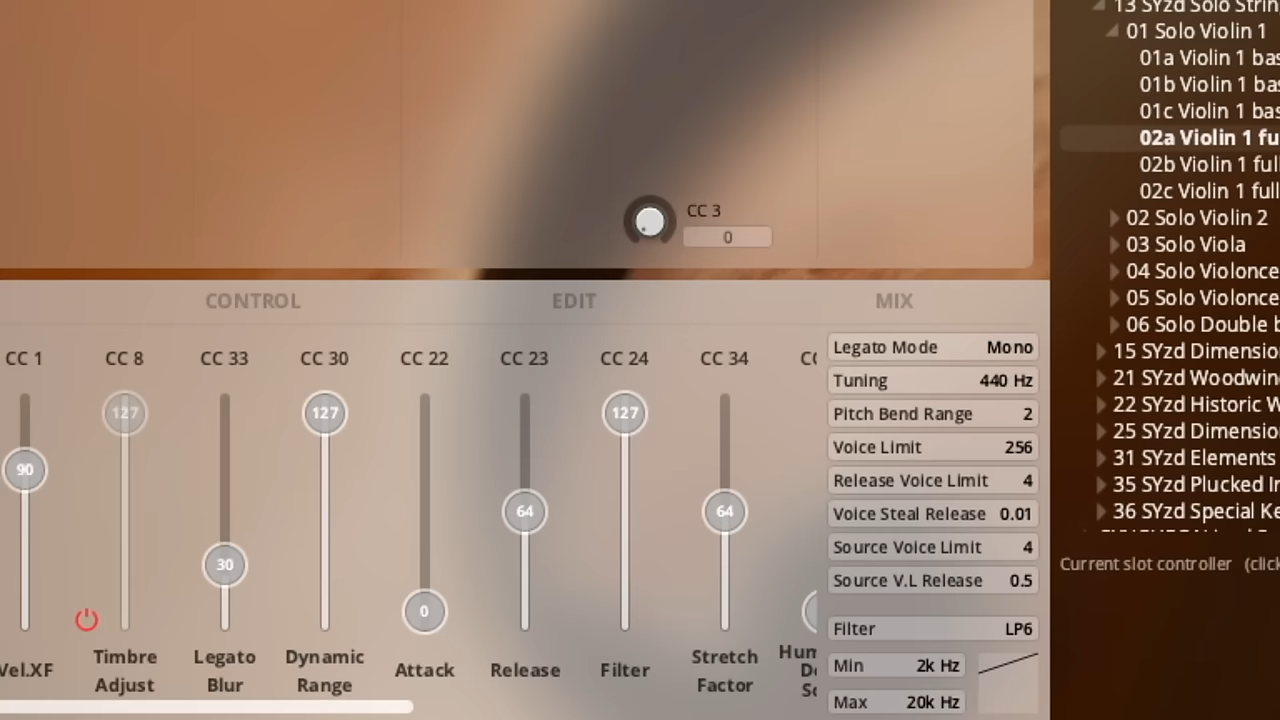 13 SYzd Solo Strin
01 Solo Violin 1
01a Violin 1 bas
01b Violin 1 bas
01c Violin 1 bas
02a Violin 1 fu
02b Violin 1 full
02c Violin 1 full
02 Solo Violin 2
03 Solo Viola
04 Solo Violonce
05 Solo Violonce
06 Solo Double b
15 SYzd Dimensio
21 SYzd Woodwin
22 SYzd Historic W
25 SYzd Dimensio
31 SYzd Elements
35 SYzd Plucked In
36 SYzd Special Ke
Current slot controller (click
CC 3
0
CONTROL EDIT MIX
CC 1 CC 8 CC 33 CC 30 CC 22 CC 23 CC 24 CC 34
90 127 30 127 0 64 127 64
Vel.XF
Timbre
Adjust
Legato
Blur
Dynamic
Range
Attack
Release
Filter
Stretch
Factor
Legato Mode Mono
Tuning 440 Hz
Pitch Bend Range 2
Voice Limit 256
Release Voice Limit 4
Voice Steal Release 0.01
Source Voice Limit 4
Source V.L Release 0.5
Filter LP6
Min 2k Hz
Max 20k Hz